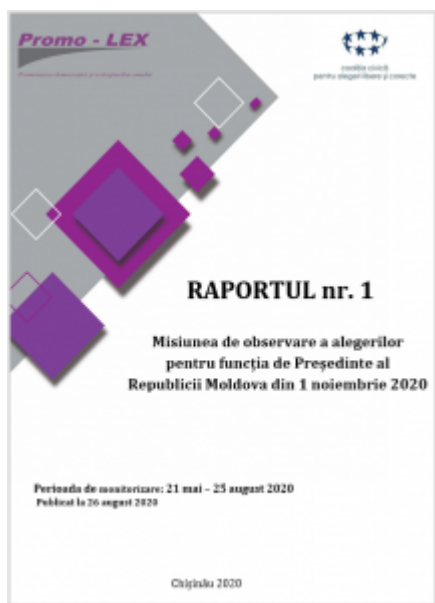 Promo - LEX
coaliția civică
pentru alegeri libere și corecte
RAPORTUL nr. 1
Misiunea de observare a alegerilor
pentru funcția de Președinte al
Republicii Moldova din 1 noiembrie 2020
Perioada de monitorizare: 21 mai – 25 august 2020
Publicat la 26 august 2020
Chișinău 2020